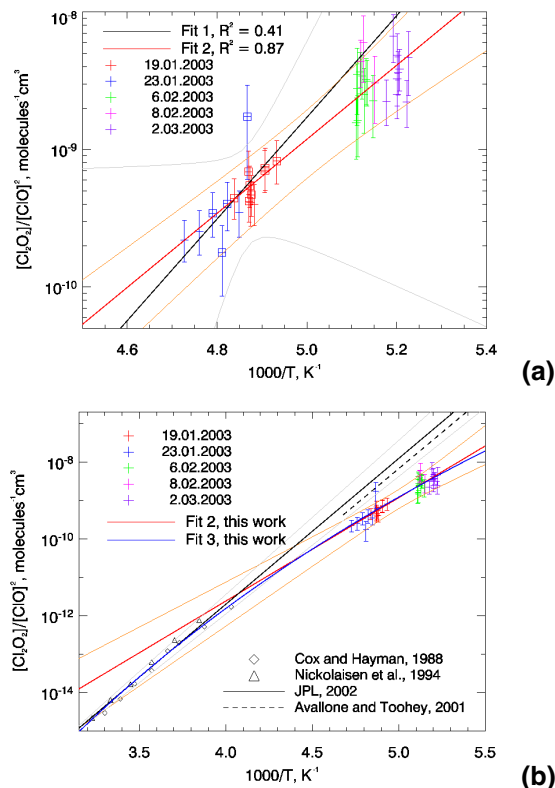 10⁻⁸
10⁻⁹
10⁻¹⁰
[Cl₂O₂]/[ClO]², molecules⁻¹cm³
Fit 1, R² = 0.41
Fit 2, R² = 0.87
19.01.2003
23.01.2003
6.02.2003
8.02.2003
2.03.2003
4.6 4.8 5.0 5.2 5.4
1000/T, K⁻¹
(a)
10⁻⁸
10⁻¹⁰
10⁻¹²
10⁻¹⁴
[Cl₂O₂]/[ClO]², molecules⁻¹cm³
19.01.2003
23.01.2003
6.02.2003
8.02.2003
2.03.2003
Fit 2, this work
Fit 3, this work
Cox and Hayman, 1988
Nickolaisen et al., 1994
JPL, 2002
Avallone and Toohey, 2001
3.5 4.0 4.5 5.0 5.5
1000/T, K⁻¹
(b)